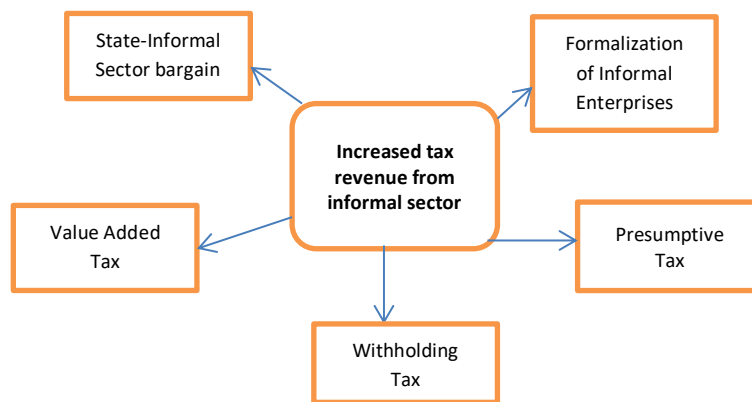 State-Informal
Sector bargain
Formalization
of Informal
Enterprises
Increased tax
revenue from
informal sector
Value Added
Tax
Presumptive
Tax
Withholding
Tax